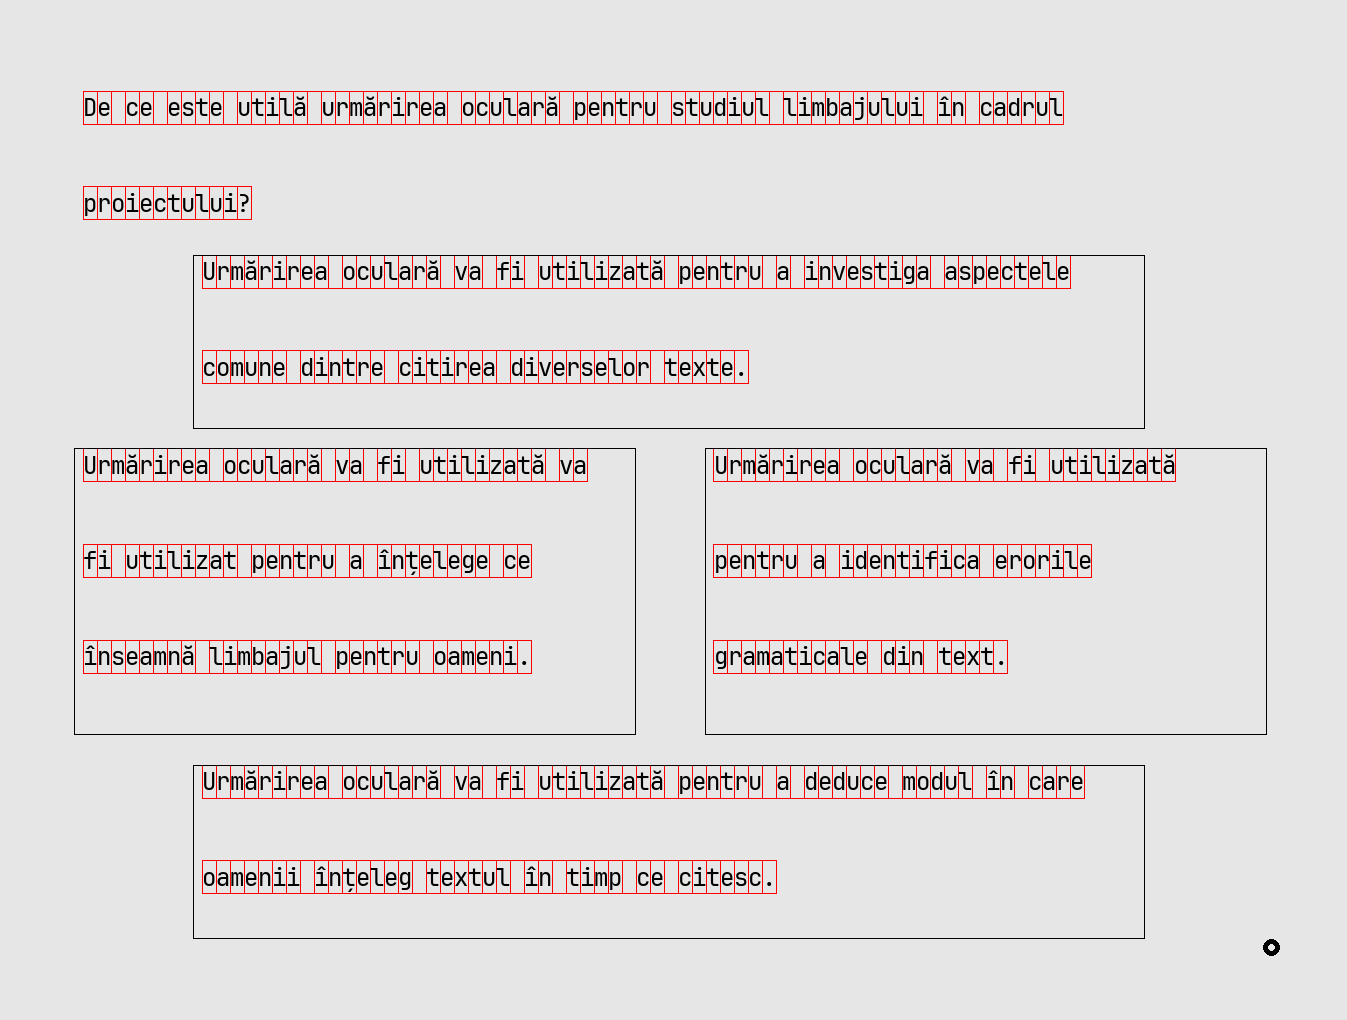 De ce este utilă urmărirea oculară pentru studiul limbajului în cadrul
proiectului?
Urmărirea oculară va fi utilizată pentru a investiga aspectele
comune dintre citirea diverselor texte.
Urmărirea oculară va fi utilizată va
fi utilizat pentru a înțelege ce
înseamnă limbajul pentru oameni.
Urmărirea oculară va fi utilizată
pentru a identifica erorile
gramaticale din text.
Urmărirea oculară va fi utilizată pentru a deduce modul în care
oamenii înțeleg textul în timp ce citesc.